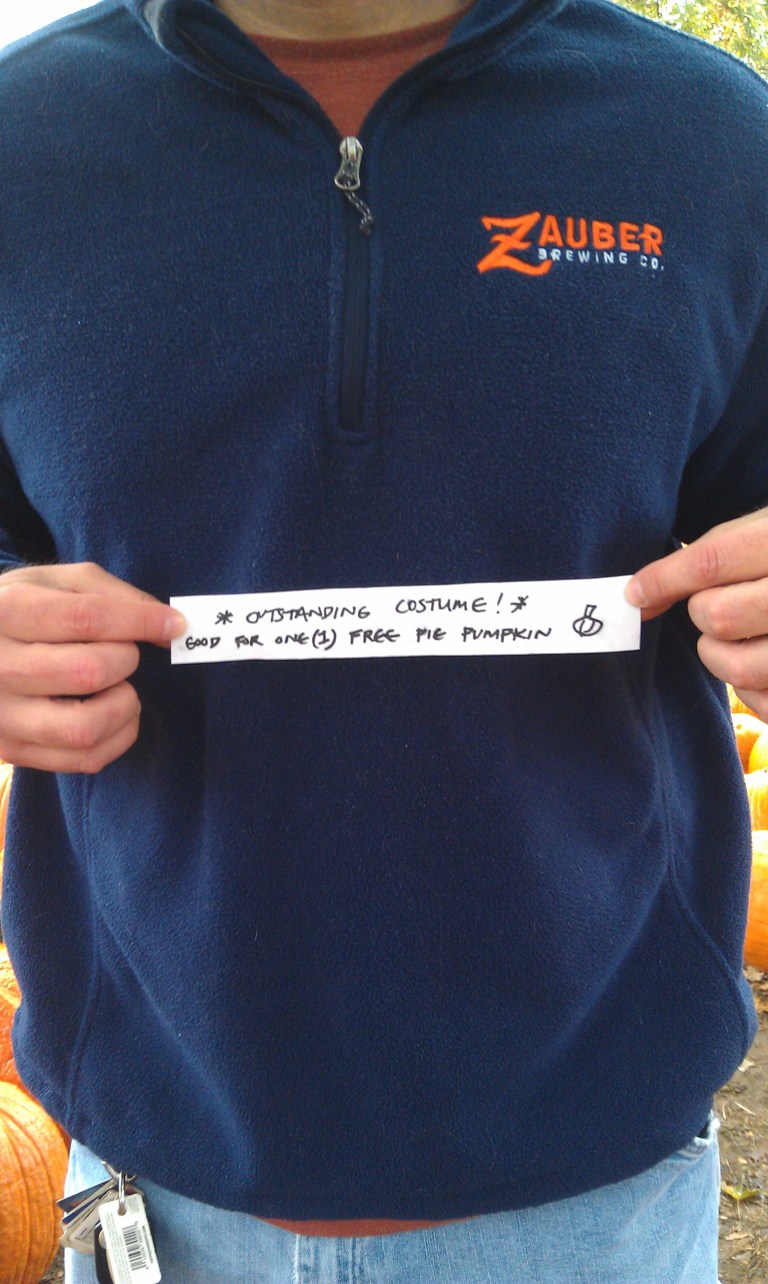 ZAUBER
BREWING CO.
* OUTSTANDING COSTUME! *
GOOD FOR ONE (1) FREE PIE PUMPKIN